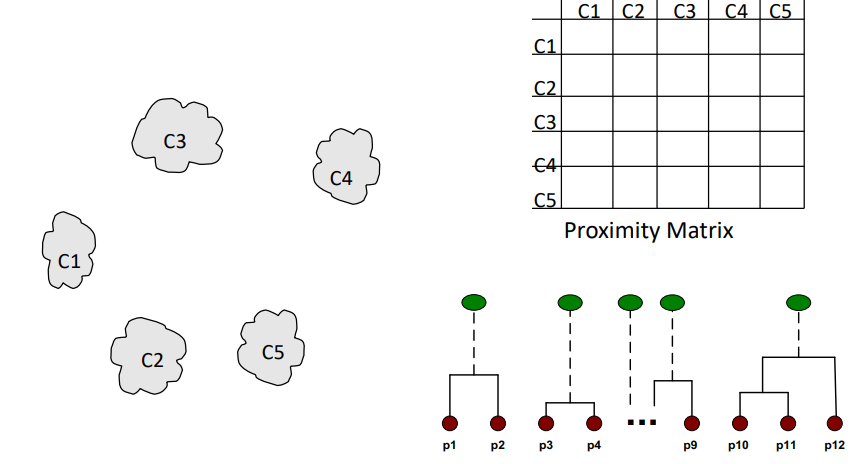 C1 C2 C3 C4 C5
C1
C2
C3
C4
C5
Proximity Matrix
C3
C4
C1
C2
C5
...
p1 p2 p3 p4 p9 p10 p11 p12